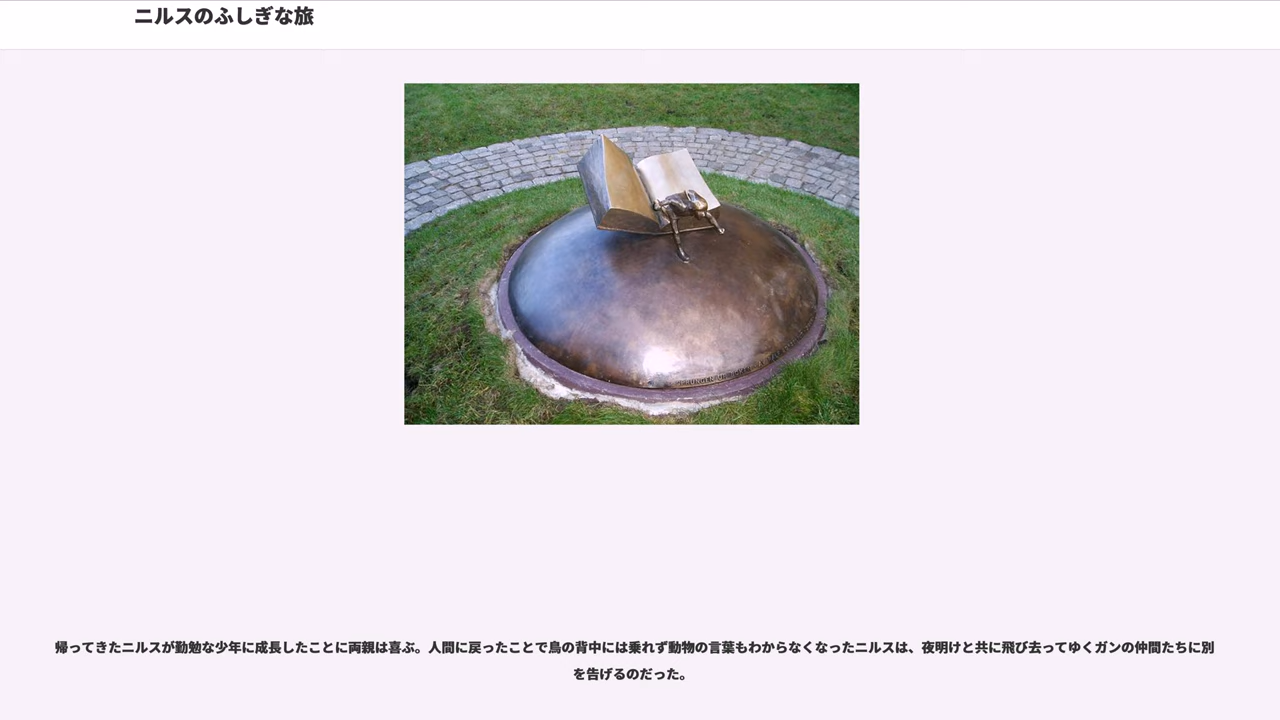 ニルスのふしぎな旅
帰ってきたニルスが勤勉な少年に成長したことに両親は喜ぶ。人間に戻ったことで鳥の背中には乗れず動物の言葉もわからなくなったニルスは、夜明けと共に飛び去ってゆくガンの仲間たちに別
を告げるのだった。